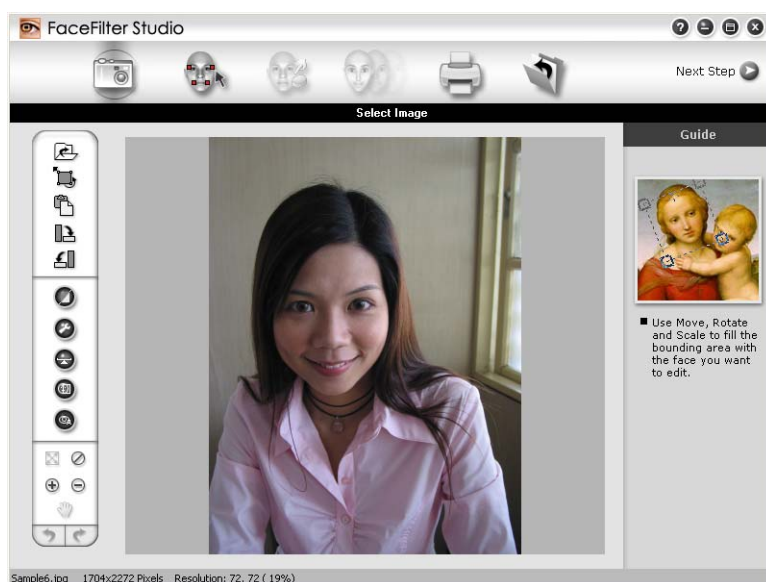 FaceFilter Studio
Next Step
Select Image
Guide
Use Move, Rotate
and Scale to fill the
bounding area with
the face you want
to edit.
Sample6.jpg 1704x2272 Pixels Resolution: 72, 72 ( 19%)